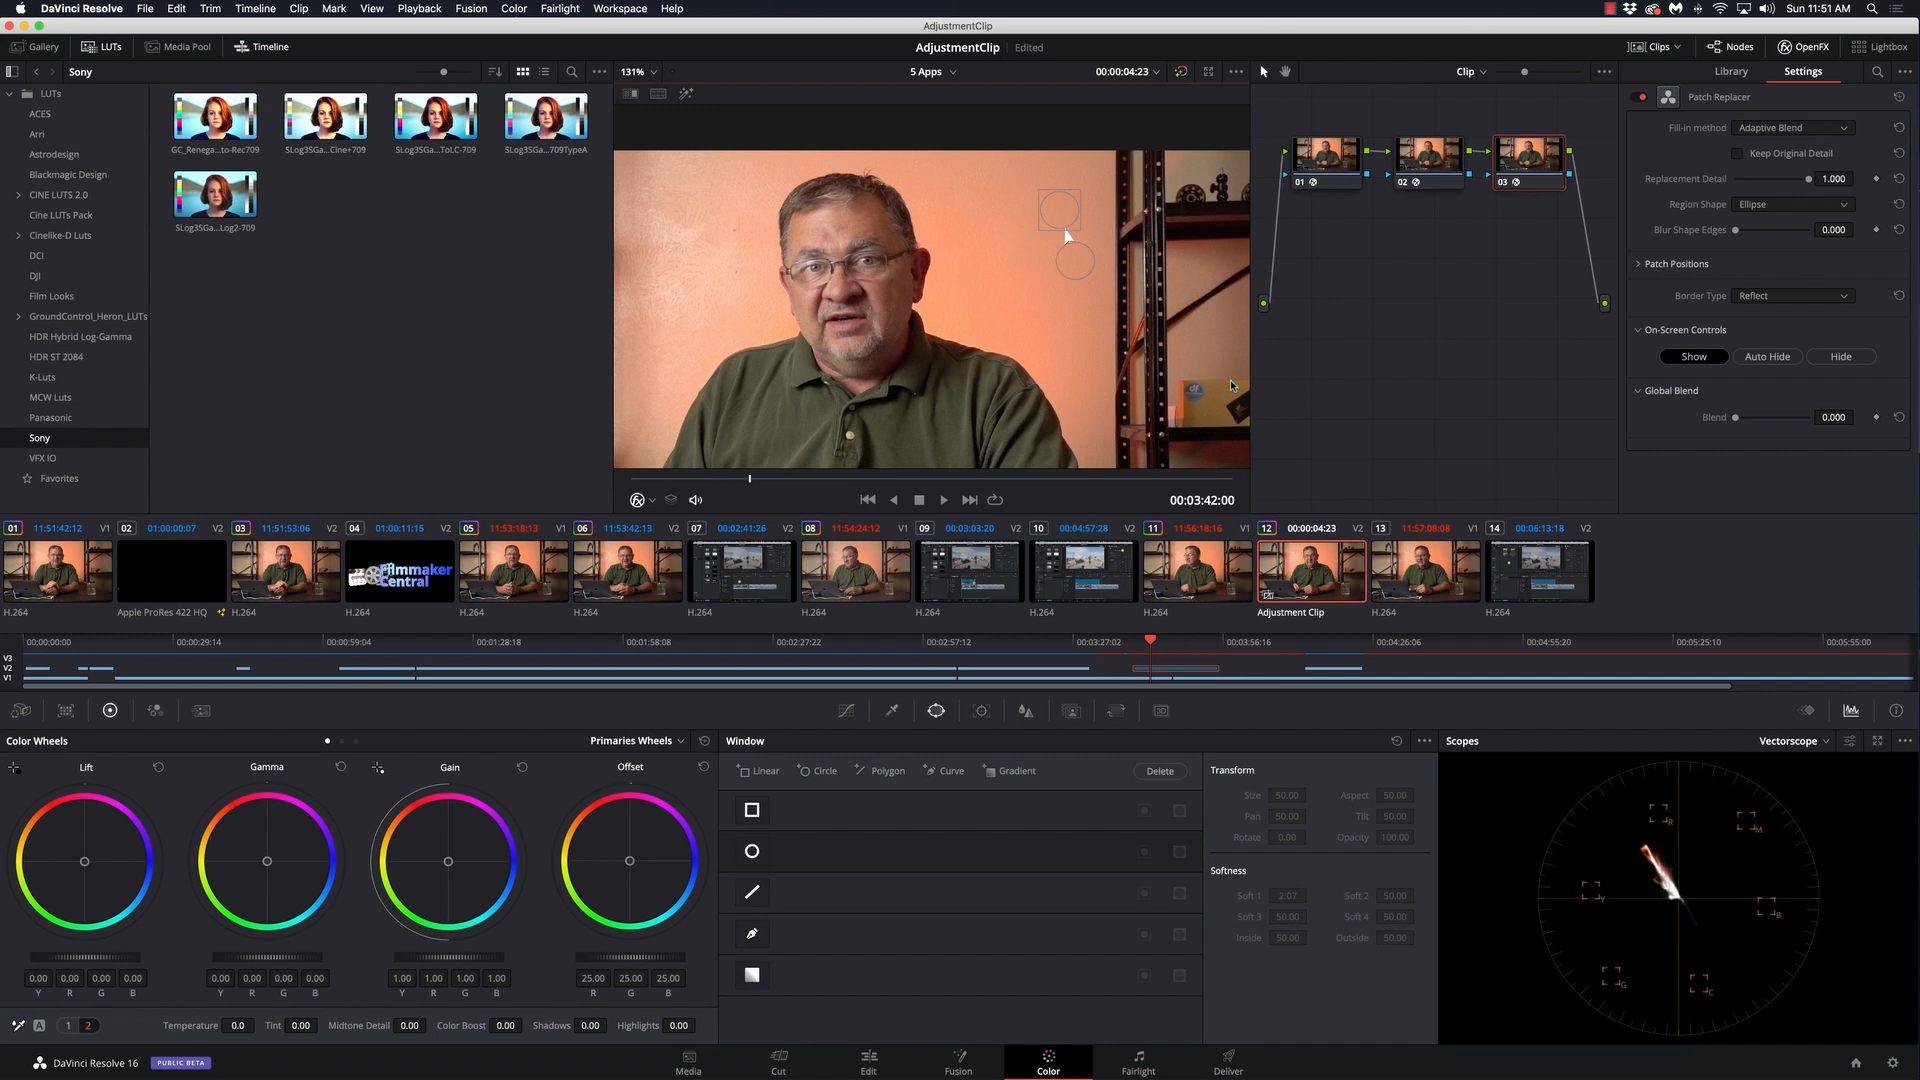 DaVinci Resolve File Edit Trim Timeline Clip Mark View Playback Fusion Color Fairlight Workspace Help Sun 11:51 AM
AdjustmentClip
Gallery LUTs Media Pool Timeline AdjustmentClip Edited Clips Nodes OpenFX Lightbox
Sony 131% 5 Apps 00:00:04:23 Clip Library Settings
LUTs
ACES
Arri
Astrodesign
Blackmagic Design
CINE LUTS 2.0
Cine LUTs Pack
Cinelike-D Luts
DCI
DJI
Film Looks
GroundControl_Heron_LUTs
HDR Hybrid Log-Gamma
HDR ST 2084
K-Luts
MCW Luts
Panasonic
Sony
VFX IO
Favorites
GC_Renega...to-Rec709 SLog3SGa...Cine+709 SLog3SGa...ToLC-709 SLog3SGa...709TypeA
SLog3SGa...Log2-709
01 02 03
Patch Replacer
Fill-in method Adaptive Blend
Keep Original Detail
Replacement Detail 1.000
Region Shape Ellipse
Blur Shape Edges 0.000
Patch Positions
Border Type Reflect
On-Screen Controls
Show Auto Hide Hide
Global Blend
Blend 0.000
00:03:42:00
01 11:51:42:12 V1 02 01:00:00:07 V2 03 11:51:53:06 V2 04 01:00:11:15 V2 05 11:53:18:13 V1 06 11:53:42:13 V2 07 00:02:41:26 V2 08 11:54:24:12 V1 09 00:03:03:20 V2 10 00:04:57:28 V2 11 11:56:18:16 V1 12 00:00:04:23 V2 13 11:57:08:08 V1 14 00:06:13:18 V2
Filmmaker
Central
H.264 Apple ProRes 422 HQ H.264 H.264 H.264 H.264 H.264 H.264 H.264 H.264 H.264 Adjustment Clip H.264 H.264
00:00:00:00 00:00:29:14 00:00:59:04 00:01:28:18 00:01:58:08 00:02:27:22 00:02:57:12 00:03:27:02 00:03:56:16 00:04:26:06 00:04:55:20 00:05:25:10 00:05:55:00
V3
V2
V1
Color Wheels Primaries Wheels Window Scopes Vectorscope
Lift Gamma Gain Offset
0.00 0.00 0.00 0.00 0.00 0.00 0.00 0.00 1.00 1.00 1.00 1.00 25.00 25.00 25.00
Y R G B Y R G B Y R G B R G B
A 1 2 Temperature 0.0 Tint 0.00 Midtone Detail 0.00 Color Boost 0.00 Shadows 0.00 Highlights 0.00
Linear Circle Polygon Curve Gradient Delete
Transform
Size 50.00 Aspect 50.00
Pan 50.00 Tilt 50.00
Rotate 0.00 Opacity 100.00
Softness
Soft 1 2.07 Soft 2 50.00
Soft 3 50.00 Soft 4 50.00
Inside 50.00 Outside 50.00
R M
Y B
G C
DaVinci Resolve 16 PUBLIC BETA Media Cut Edit Fusion Color Fairlight Deliver